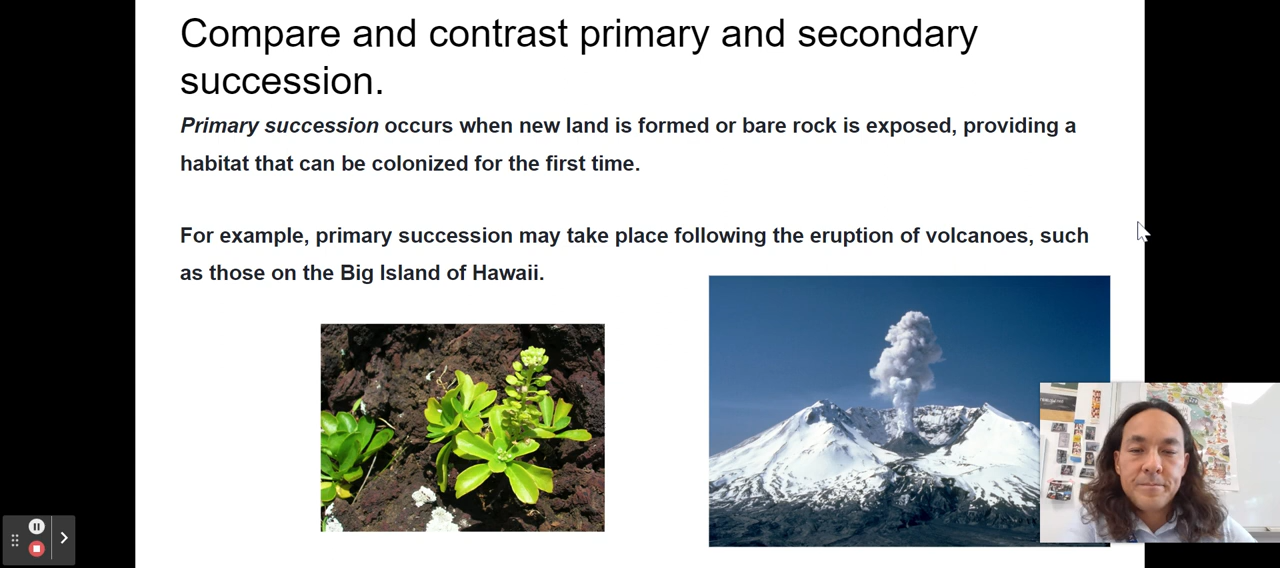 Compare and contrast primary and secondary
succession.
Primary succession occurs when new land is formed or bare rock is exposed, providing a
habitat that can be colonized for the first time.
For example, primary succession may take place following the eruption of volcanoes, such
as those on the Big Island of Hawaii.